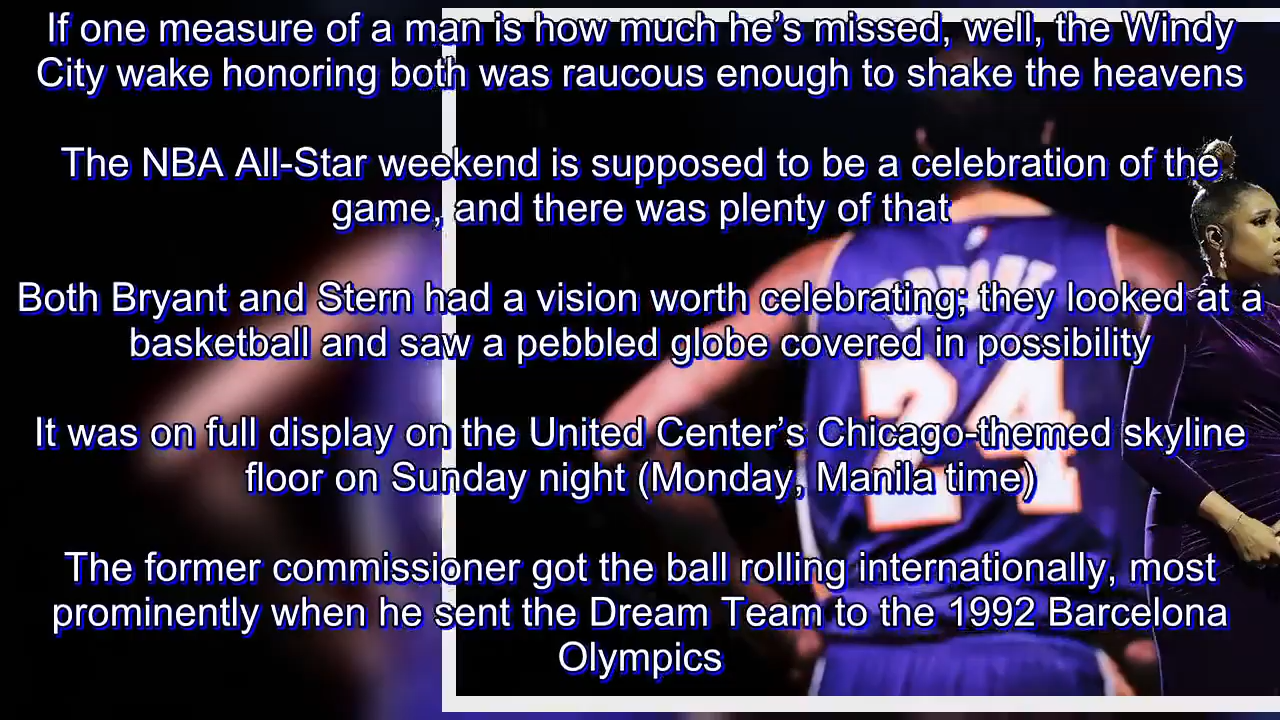 If one measure of a man is how much he’s missed, well, the Windy
City wake honoring both was raucous enough to shake the heavens
The NBA All-Star weekend is supposed to be a celebration of the
game, and there was plenty of that
Both Bryant and Stern had a vision worth celebrating; they looked at a
basketball and saw a pebbled globe covered in possibility
It was on full display on the United Center’s Chicago-themed skyline
floor on Sunday night (Monday, Manila time)
The former commissioner got the ball rolling internationally, most
prominently when he sent the Dream Team to the 1992 Barcelona
Olympics
24